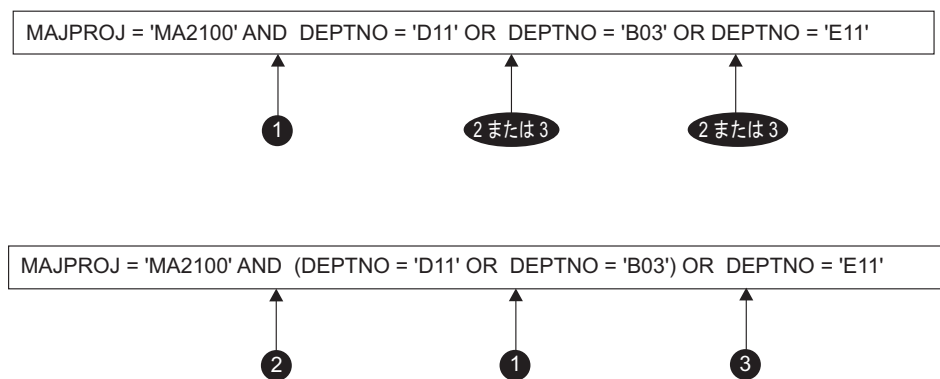 MAJPROJ = 'MA2100' AND DEPTNO = 'D11' OR DEPTNO = 'B03' OR DEPTNO = 'E11'
1 2 または 3 2 または 3
MAJPROJ = 'MA2100' AND (DEPTNO = 'D11' OR DEPTNO = 'B03') OR DEPTNO = 'E11'
2 1 3